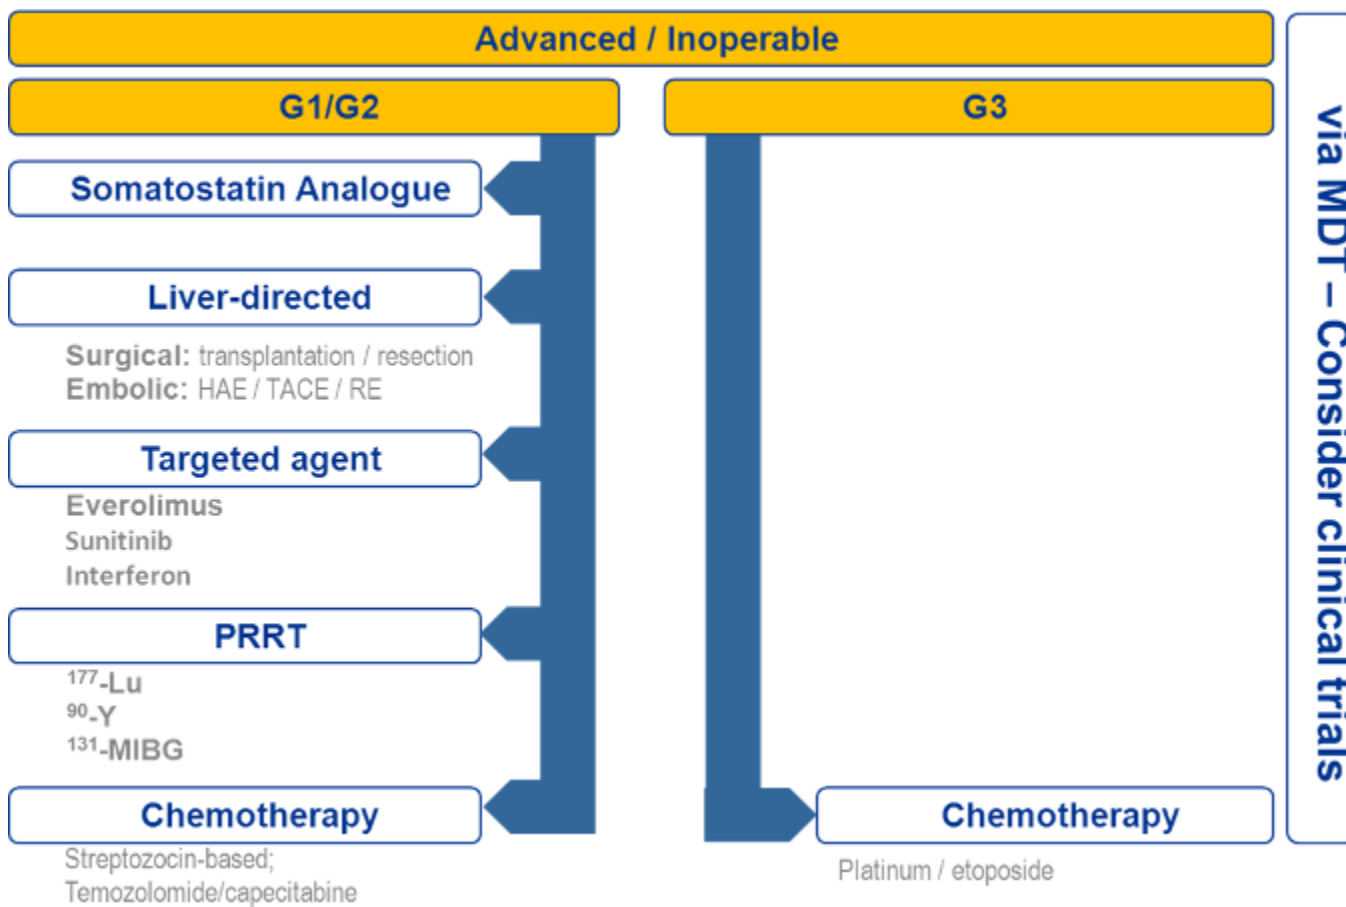 Advanced / Inoperable
G1/G2
Somatostatin Analogue
Liver-directed
Surgical: transplantation / resection
Embolic: HAE / TACE / RE
Targeted agent
Everolimus
Sunitinib
Interferon
PRRT
¹⁷⁷-Lu
⁹⁰-Y
¹³¹-MIBG
Chemotherapy
Streptozocin-based;
Temozolomide/capecitabine
G3
Chemotherapy
Platinum / etoposide
via MDT – Consider clinical trials